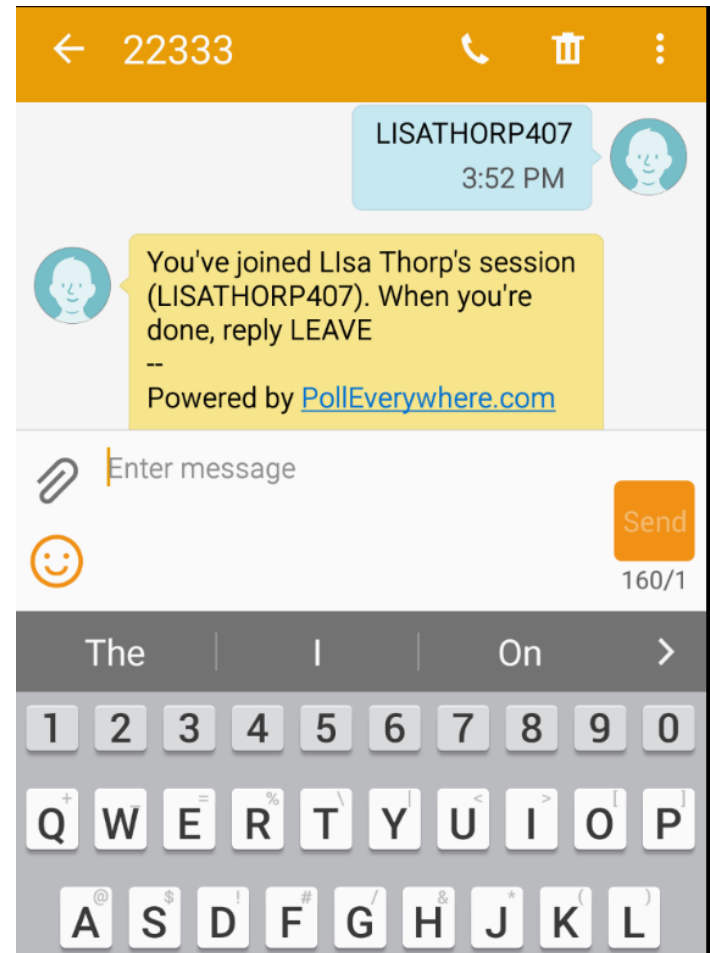 22333
LISATHORP407
3:52 PM
You've joined LIsa Thorp's session
(LISATHORP407). When you're
done, reply LEAVE
--
Powered by PollEverywhere.com
Enter message
Send
160/1
The I On >
1 2 3 4 5 6 7 8 9 0
+ _ = % \ | < > [ ]
Q W E R T Y U I O P
@ $ ! # / & * ( )
A S D F G H J K L